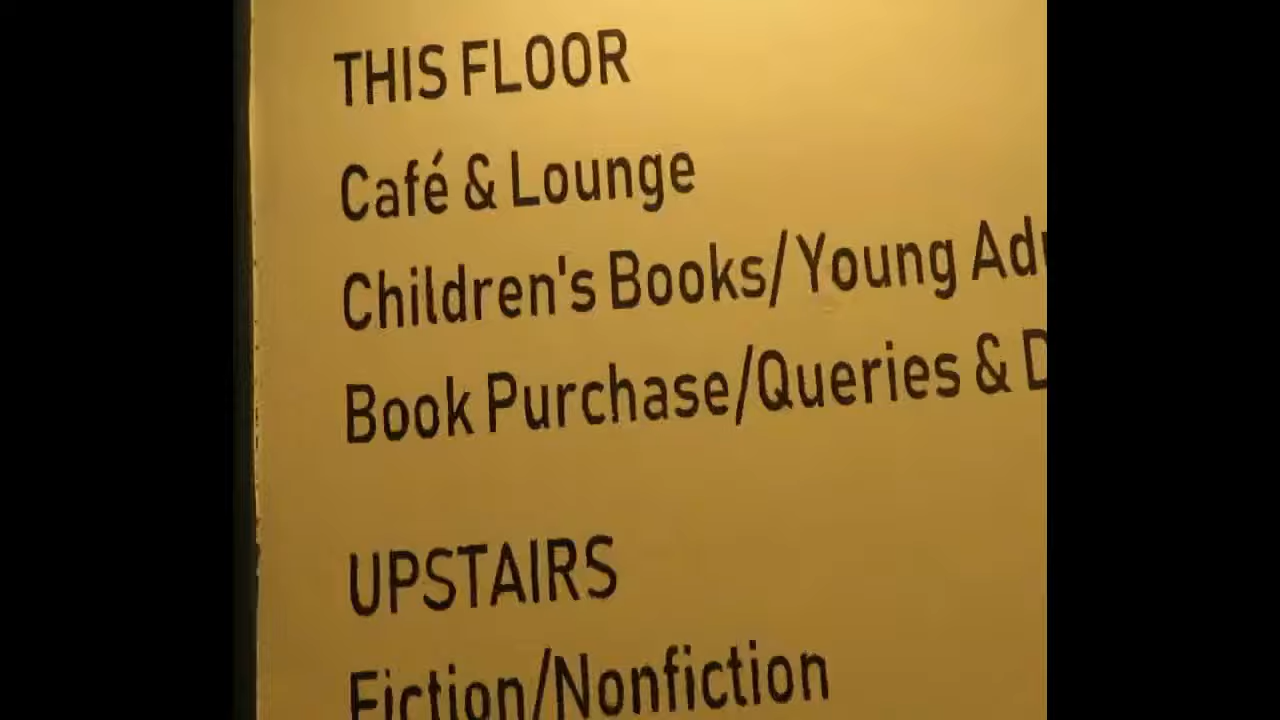 THIS FLOOR
Café & Lounge
Children's Books/Young
Book Purchase/Queries &
UPSTAIRS
Fiction/Nonfiction